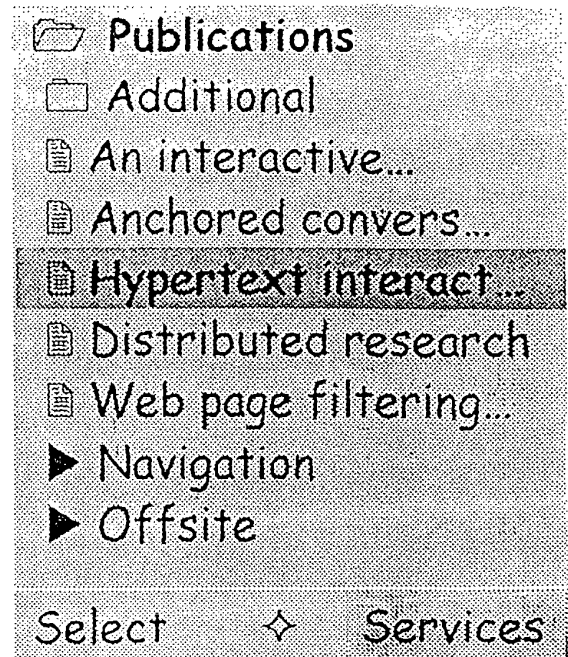 Publications
Additional
An interactive...
Anchored convers...
Hypertext interact...
Distributed research
Web page filtering...
Navigation
Offsite
Select Services